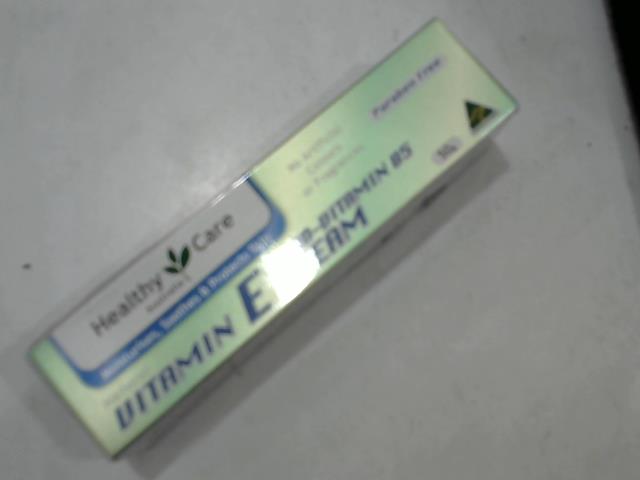 Healthy Care
Australia
Moisturises, Soothes & Protects Skin
VITAMIN E CREAM
PRO-VITAMIN B5
No Artificial
Colours
or Fragrances
Paraben Free
50g